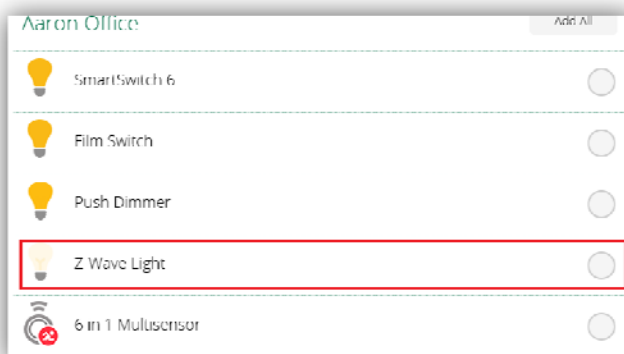 Aaron Office
Add All
SmartSwitch 6
Film Switch
Push Dimmer
Z Wave Light
6 in 1 Multisensor